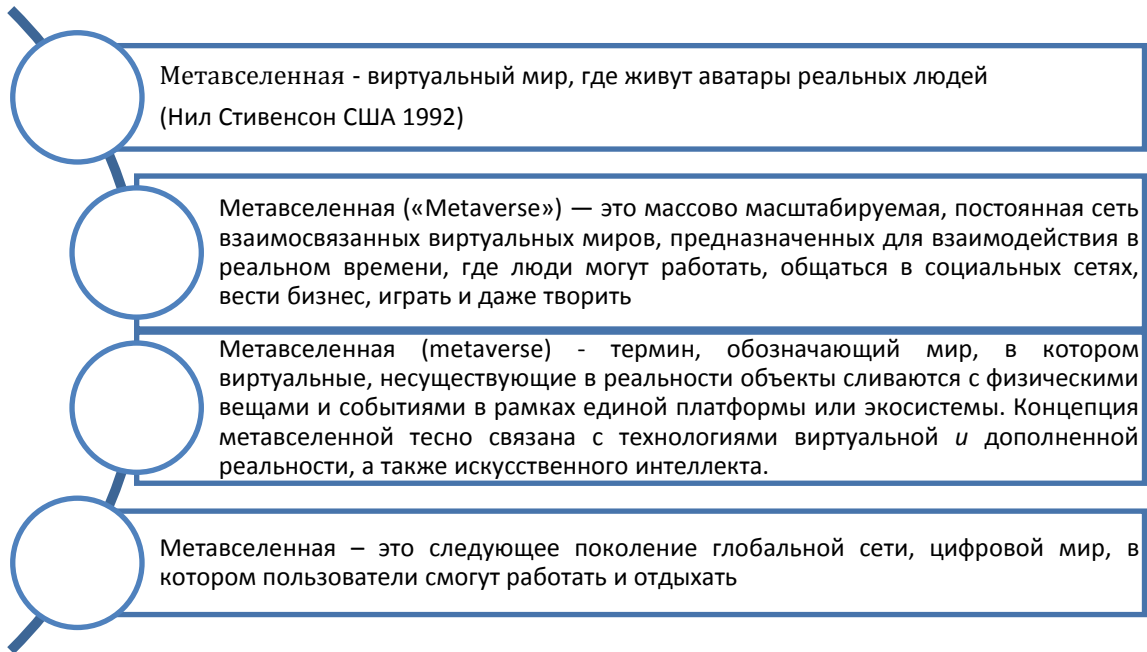 Метавселенная - виртуальный мир, где живут аватары реальных людей
(Нил Стивенсон США 1992)
Метавселенная («Metaverse») — это массово масштабируемая, постоянная сеть
взаимосвязанных виртуальных миров, предназначенных для взаимодействия в
реальном времени, где люди могут работать, общаться в социальных сетях,
вести бизнес, играть и даже творить
Метавселенная (metaverse) - термин, обозначающий мир, в котором
виртуальные, несуществующие в реальности объекты сливаются с физическими
вещами и событиями в рамках единой платформы или экосистемы. Концепция
метавселенной тесно связана с технологиями виртуальной и дополненной
реальности, а также искусственного интеллекта.
Метавселенная – это следующее поколение глобальной сети, цифровой мир, в
котором пользователи смогут работать и отдыхать